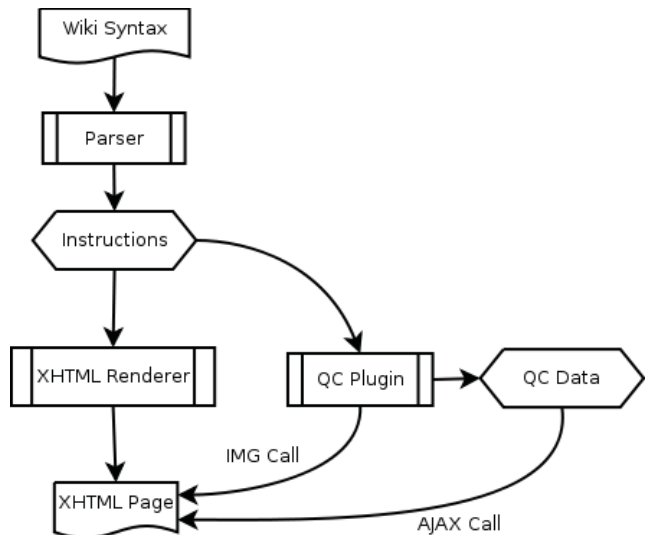 Wiki Syntax
Parser
Instructions
XHTML Renderer
QC Plugin
QC Data
IMG Call
XHTML Page
AJAX Call